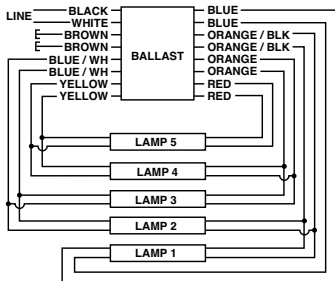 LINE
BLACK
WHITE
BROWN
BROWN
BLUE / WH
BLUE / WH
YELLOW
YELLOW
BALLAST
BLUE
BLUE
ORANGE / BLK
ORANGE / BLK
ORANGE
ORANGE
RED
RED
LAMP 5
LAMP 4
LAMP 3
LAMP 2
LAMP 1